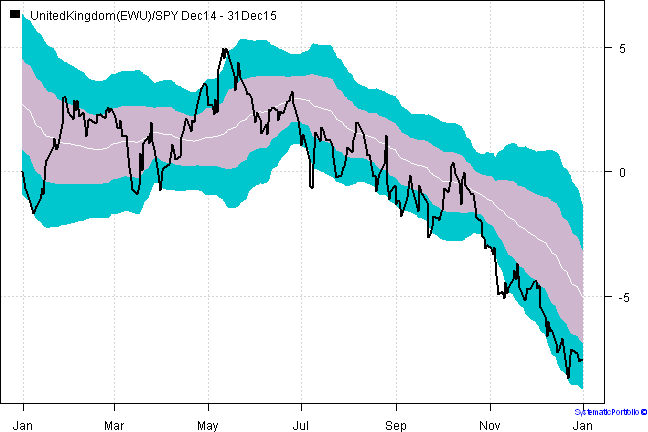 UnitedKingdom(EWU)/SPY Dec14 - 31Dec15
5
0
-5
Jan Mar May Jul Sep Nov Jan
SystematicPortfolio ©